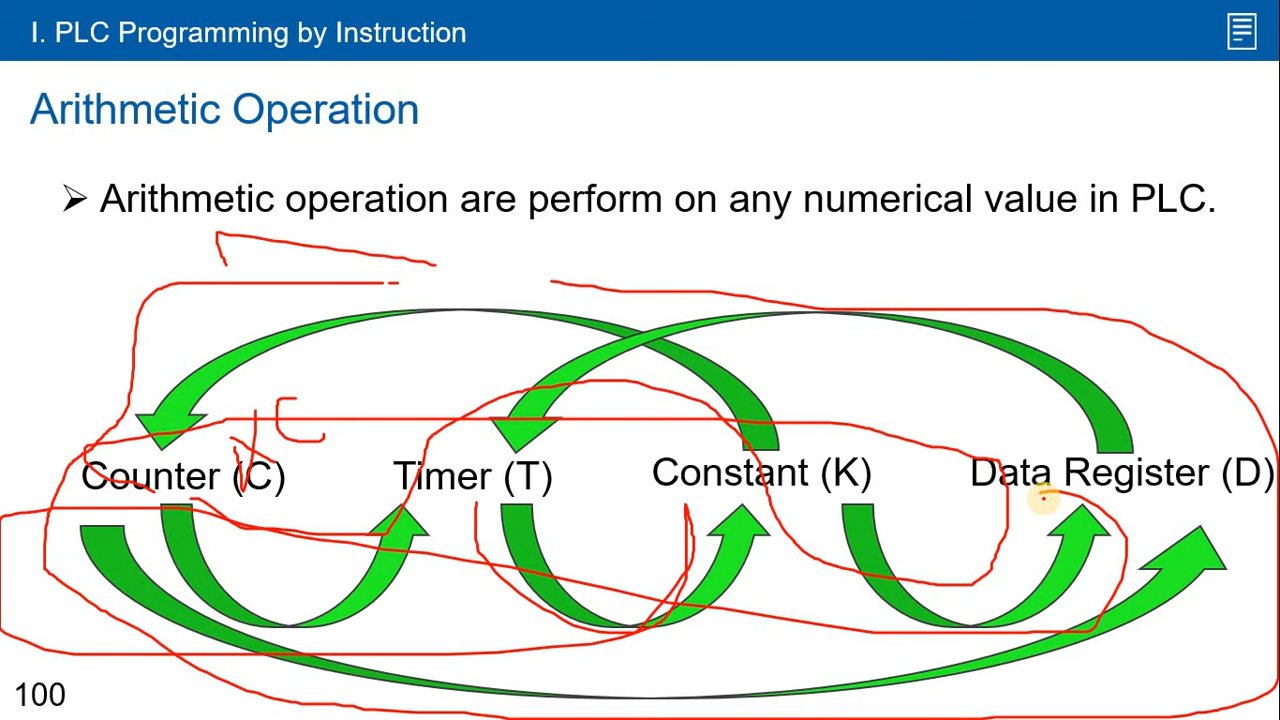 I. PLC Programming by Instruction
Arithmetic Operation
➢ Arithmetic operation are perform on any numerical value in PLC.
C
Counter (C) Timer (T) Constant (K) Data Register (D)
100